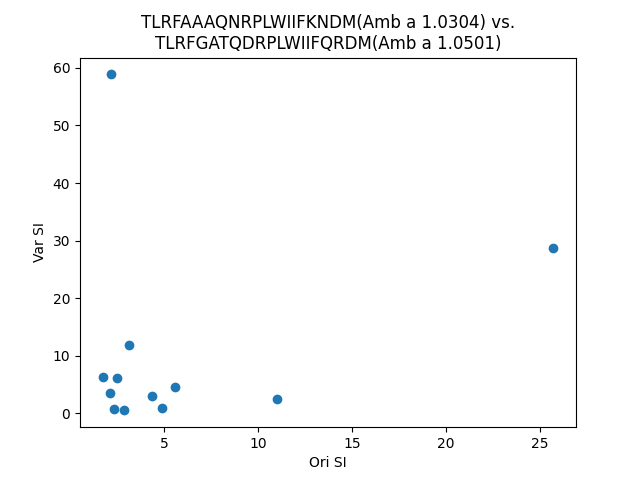 TLRFAAAQNRPLWIIFKNDM(Amb a 1.0304) vs.
TLRFGATQDRPLWIIFQRDM(Amb a 1.0501)
60
50
40
30
20
10
0
Var SI
5 10 15 20 25
Ori SI